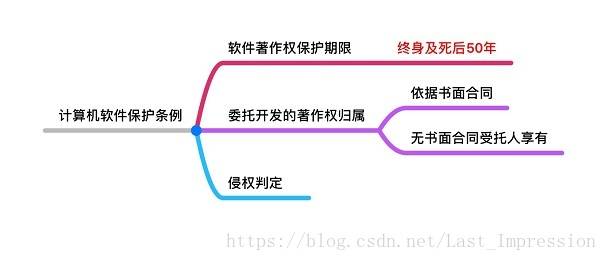 软件著作权保护期限
终身及死后50年
计算机软件保护条例
委托开发的著作权归属
依据书面合同
无书面合同受托人享有
侵权判定
https://blog.csdn.net/Last_Impression